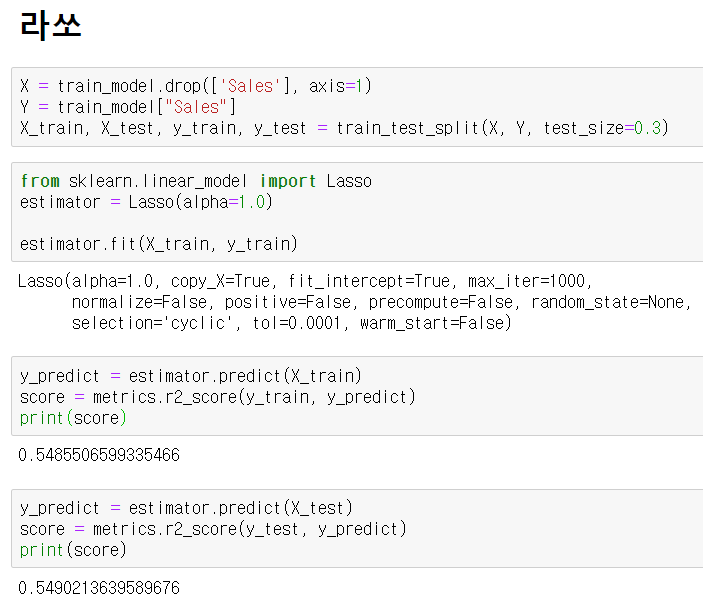 라쏘
X = train_model.drop(['Sales'], axis=1)
Y = train_model["Sales"]
X_train, X_test, y_train, y_test = train_test_split(X, Y, test_size=0.3)
from sklearn.linear_model import Lasso
estimator = Lasso(alpha=1.0)
estimator.fit(X_train, y_train)
Lasso(alpha=1.0, copy_X=True, fit_intercept=True, max_iter=1000,
normalize=False, positive=False, precompute=False, random_state=None,
selection='cyclic', tol=0.0001, warm_start=False)
y_predict = estimator.predict(X_train)
score = metrics.r2_score(y_train, y_predict)
print(score)
0.5485506599335466
y_predict = estimator.predict(X_test)
score = metrics.r2_score(y_test, y_predict)
print(score)
0.5490213639589676